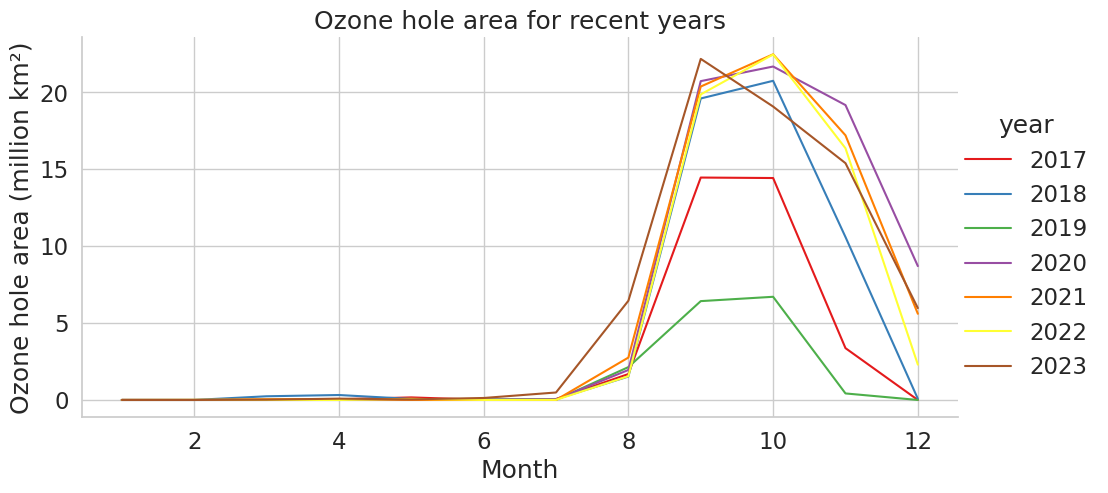 Ozone hole area for recent years
Ozone hole area (million km²)
20
15
10
5
0
2 4 6 8 10 12
Month
year
2017
2018
2019
2020
2021
2022
2023